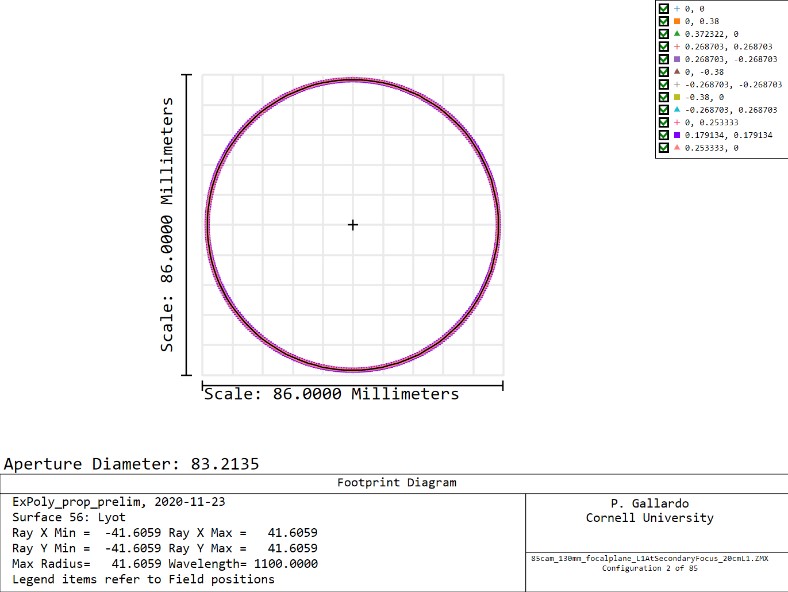 0, 0
0, 0.38
0.372322, 0
0.268703, 0.268703
0.268703, -0.268703
0, -0.38
-0.268703, -0.268703
-0.38, 0
-0.268703, 0.268703
0, 0.253333
0.179134, 0.179134
0.253333, 0
Scale: 86.0000 Millimeters
Scale: 86.0000 Millimeters
Aperture Diameter: 83.2135
Footprint Diagram
ExPoly_prop_prelim, 2020-11-23
Surface 56: Lyot
Ray X Min = -41.6059 Ray X Max = 41.6059
Ray Y Min = -41.6059 Ray Y Max = 41.6059
Max Radius= 41.6059 Wavelength= 1100.0000
Legend items refer to Field positions
P. Gallardo
Cornell University
85cam_130mm_focalplane_L1AtSecondaryFocus_20cmL1.ZMX
Configuration 2 of 85